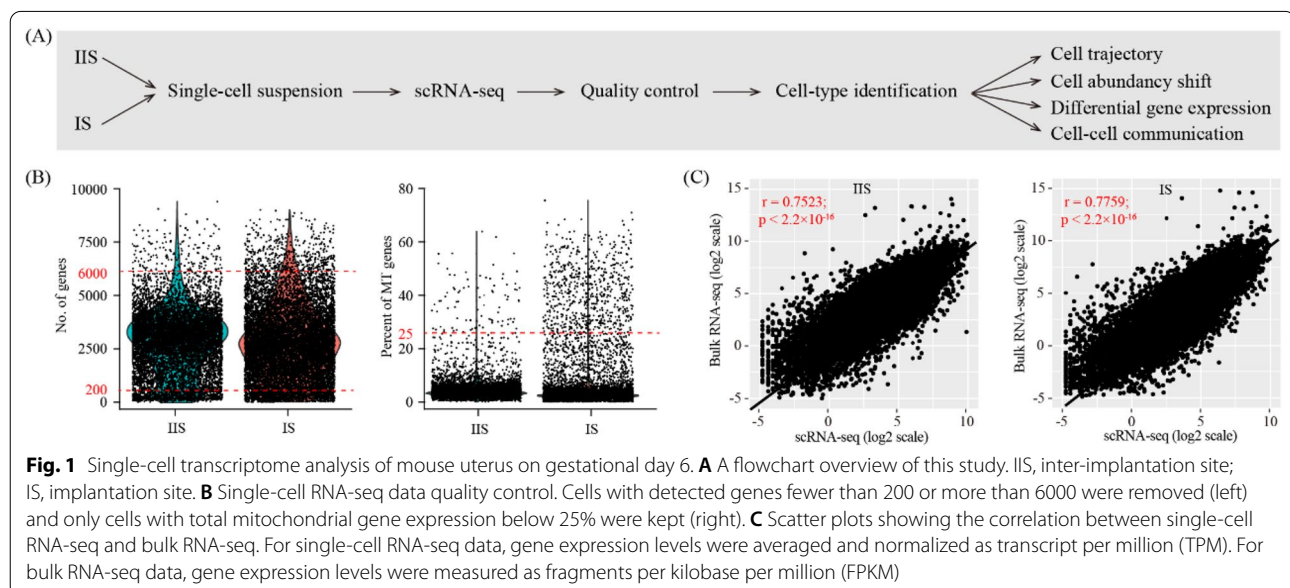 (A)
IIS
IS
Single-cell suspension
scRNA-seq
Quality control
Cell-type identification
Cell trajectory
Cell abundancy shift
Differential gene expression
Cell-cell communication
(B)
No. of genes
10000
7500
6000
5000
2500
200
0
IIS
IS
Percent of MT genes
80
60
40
25
20
0
IIS
IS
(C)
IIS
r = 0.7523;
p < 2.2×10-16
Bulk RNA-seq (log2 scale)
15
10
5
0
-5
-5
0
5
10
scRNA-seq (log2 scale)
IS
r = 0.7759;
p < 2.2×10-16
Bulk RNA-seq (log2 scale)
15
10
5
0
-5
-5
0
5
10
scRNA-seq (log2 scale)
Fig. 1 Single-cell transcriptome analysis of mouse uterus on gestational day 6. A A flowchart overview of this study. IIS, inter-implantation site;
IS, implantation site. B Single-cell RNA-seq data quality control. Cells with detected genes fewer than 200 or more than 6000 were removed (left)
and only cells with total mitochondrial gene expression below 25% were kept (right). C Scatter plots showing the correlation between single-cell
RNA-seq and bulk RNA-seq. For single-cell RNA-seq data, gene expression levels were averaged and normalized as transcript per million (TPM). For
bulk RNA-seq data, gene expression levels were measured as fragments per kilobase per million (FPKM)